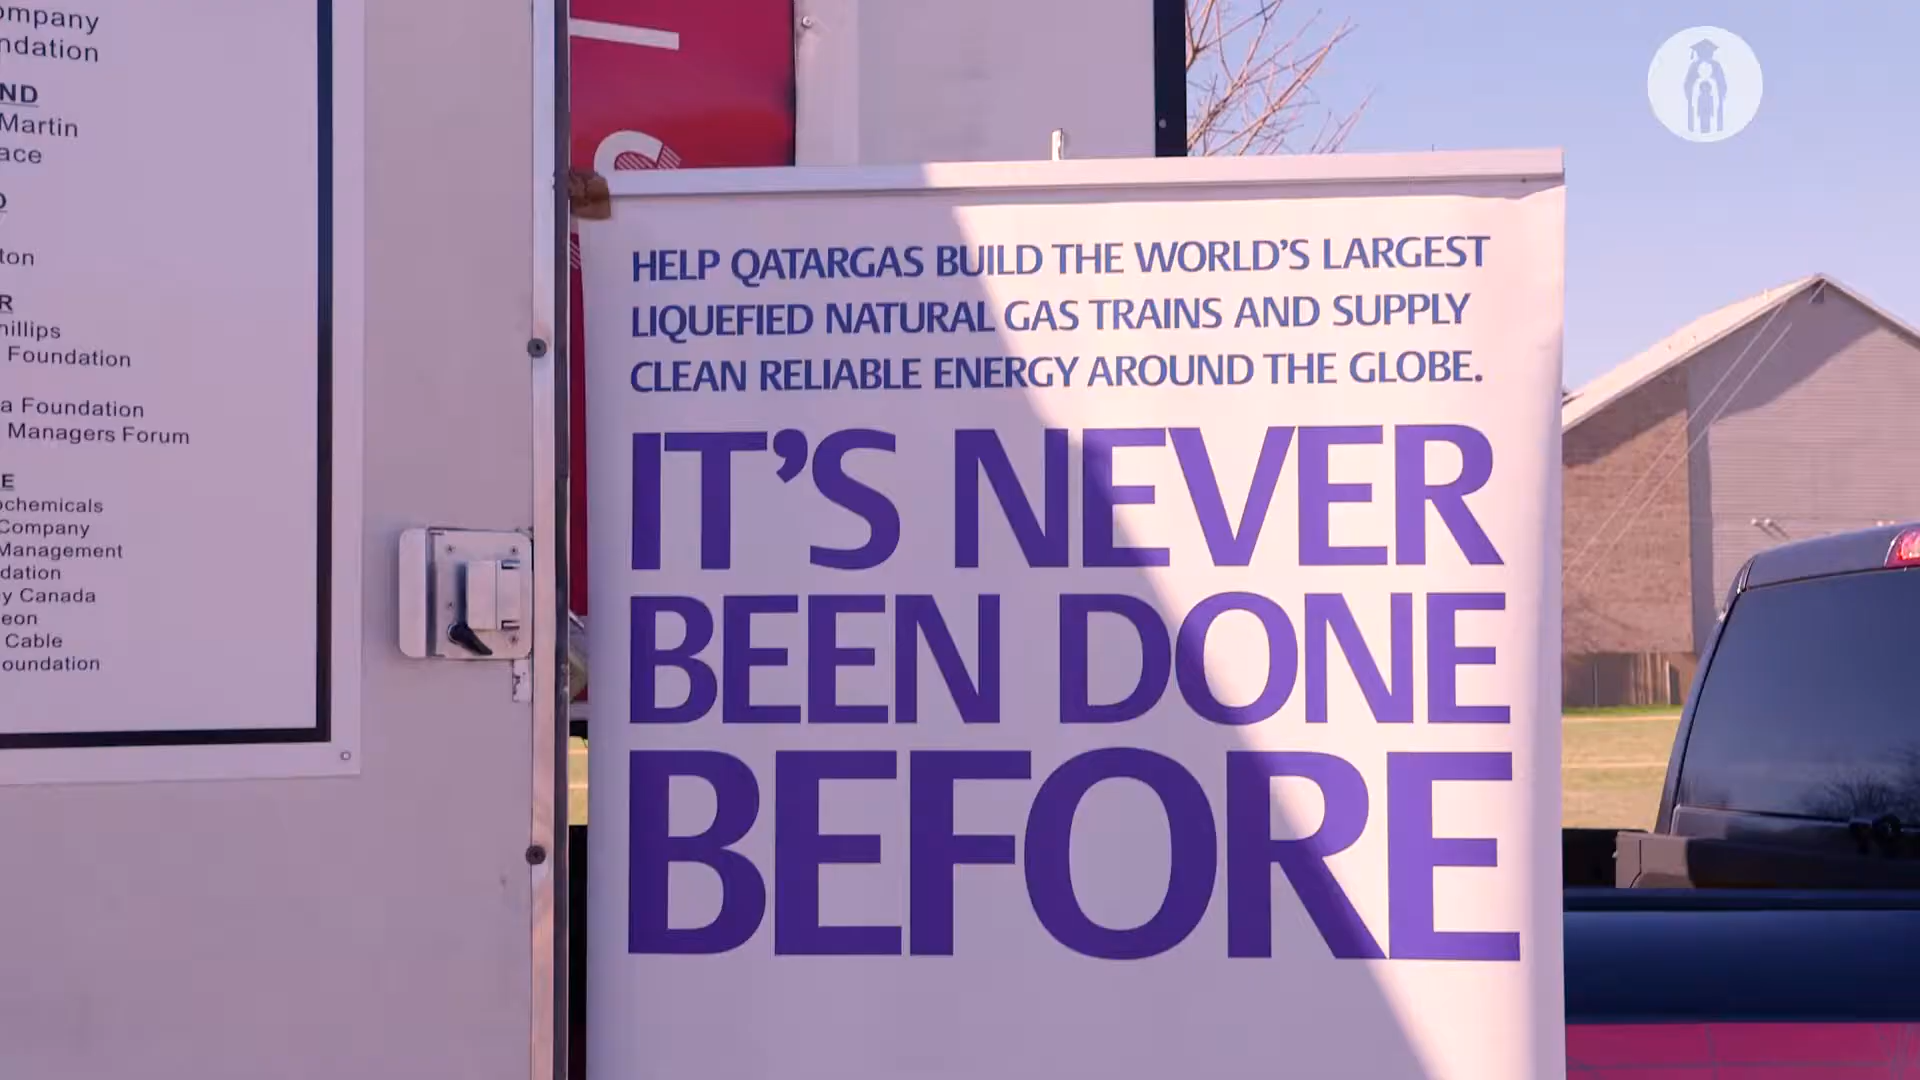 ompany
ndation
ND
Martin
ace
ton
R
hillips
Foundation
a Foundation
Managers Forum
E
ochemicals
Company
Management
dation
y Canada
eon
Cable
oundation
HELP QATARGAS BUILD THE WORLD'S LARGEST
LIQUEFIED NATURAL GAS TRAINS AND SUPPLY
CLEAN RELIABLE ENERGY AROUND THE GLOBE.
IT'S NEVER
BEEN DONE
BEFORE